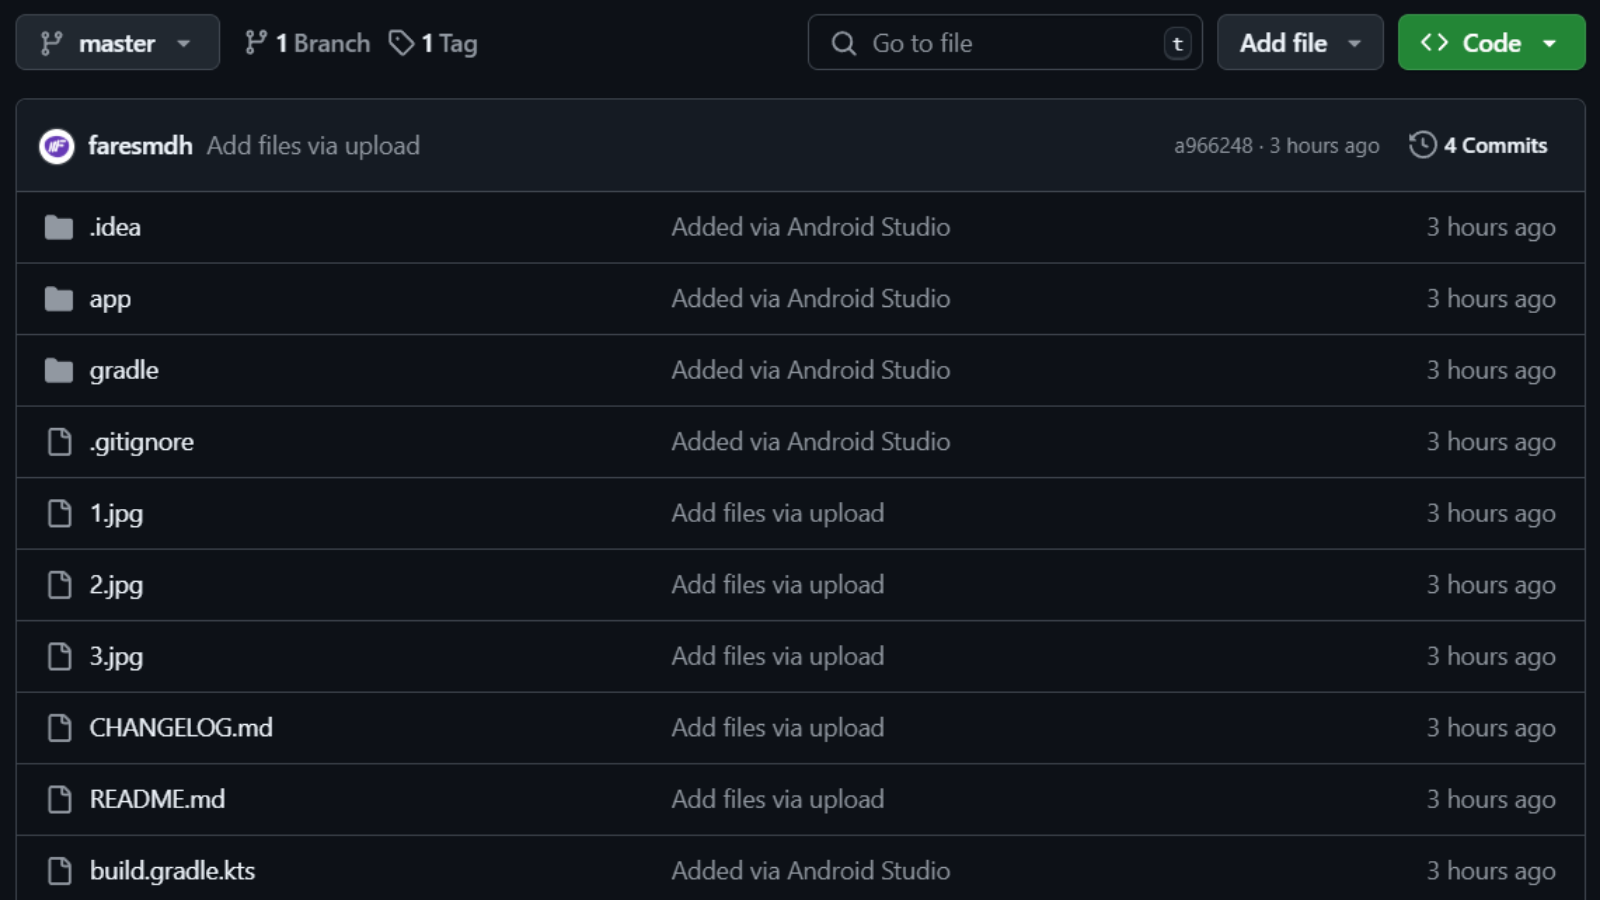 master 1 Branch 1 Tag Go to file t Add file Code
faresmdh Add files via upload a966248 · 3 hours ago 4 Commits
.idea Added via Android Studio 3 hours ago
app Added via Android Studio 3 hours ago
gradle Added via Android Studio 3 hours ago
.gitignore Added via Android Studio 3 hours ago
1.jpg Add files via upload 3 hours ago
2.jpg Add files via upload 3 hours ago
3.jpg Add files via upload 3 hours ago
CHANGELOG.md Add files via upload 3 hours ago
README.md Add files via upload 3 hours ago
build.gradle.kts Added via Android Studio 3 hours ago